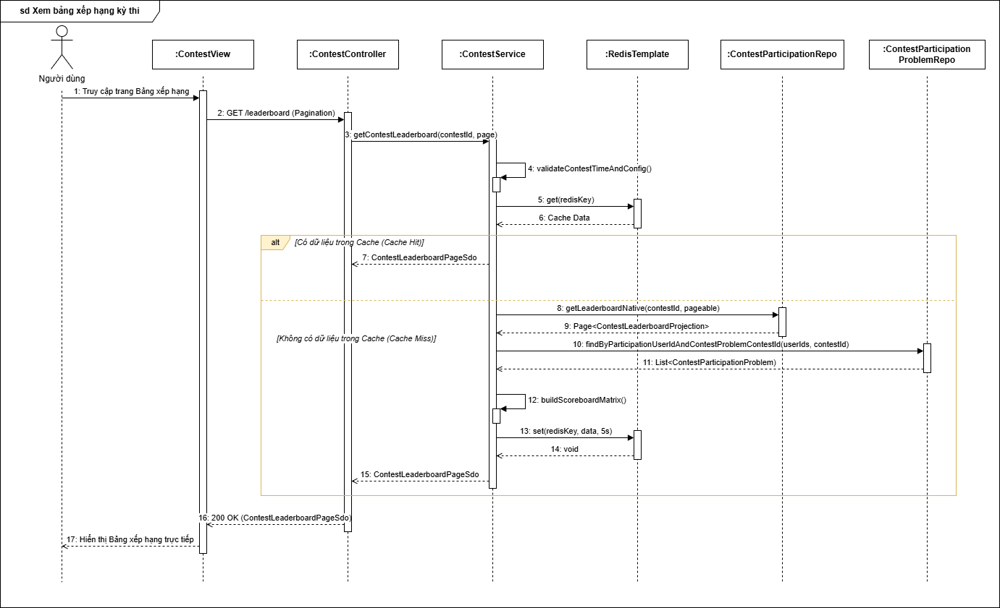 sd Xem bảng xếp hạng kỳ thi
Người dùng
:ContestView
:ContestController
:ContestService
:RedisTemplate
:ContestParticipationRepo
:ContestParticipation
ProblemRepo
1: Truy cập trang Bảng xếp hạng
2: GET /leaderboard (Pagination)
3: getContestLeaderboard(contestId, page)
4: validateContestTimeAndConfig()
5: get(redisKey)
6: Cache Data
alt
[Có dữ liệu trong Cache (Cache Hit)]
7: ContestLeaderboardPageSdo
8: getLeaderboardNative(contestId, pageable)
9: Page<ContestLeaderboardProjection>
[Không có dữ liệu trong Cache (Cache Miss)]
10: findByParticipationUserIdAndContestProblemContestId(userIds, contestId)
11: List<ContestParticipationProblem)
12: buildScoreboardMatrix()
13: set(redisKey, data, 5s)
14: void
15: ContestLeaderboardPageSdo
16: 200 OK (ContestLeaderboardPageSdo)
17: Hiển thị Bảng xếp hạng trực tiếp